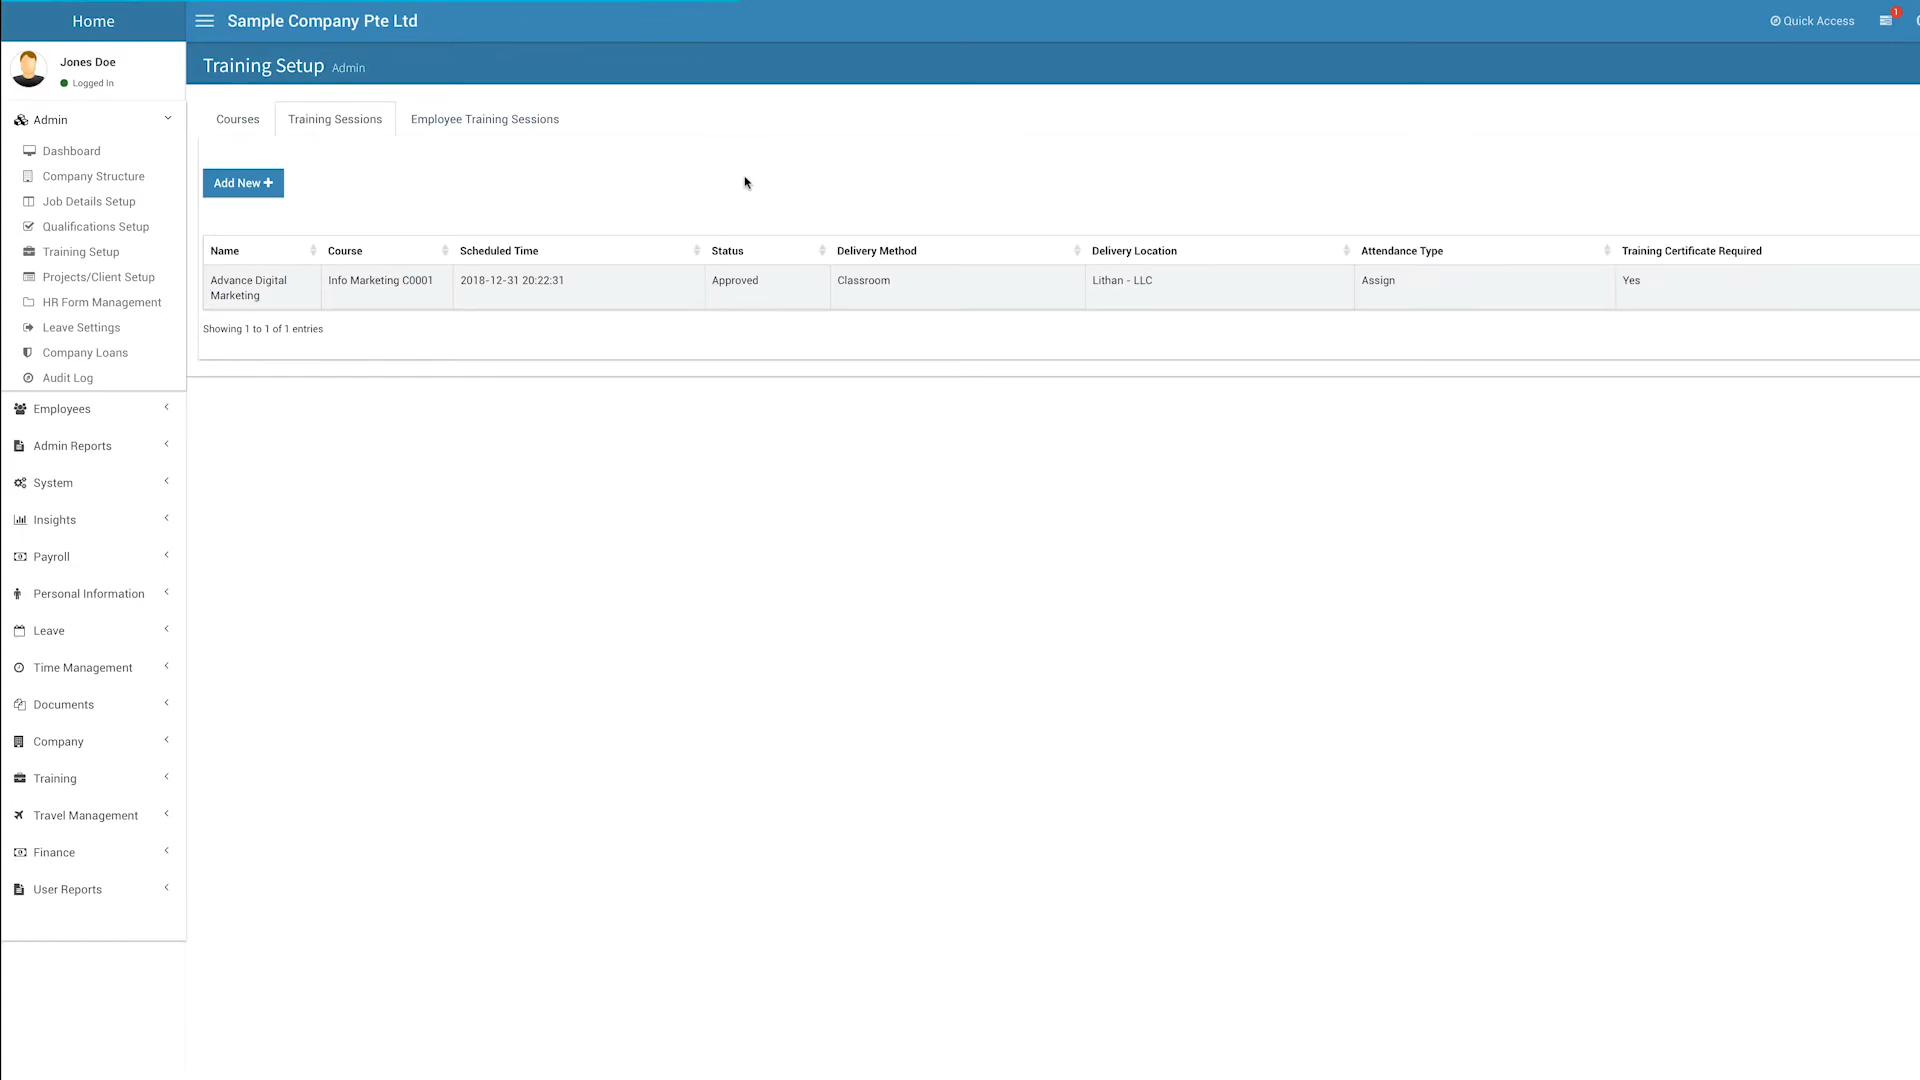 Home
Sample Company Pte Ltd
Quick Access
1
Jones Doe
Logged In
Training Setup Admin
Admin
Dashboard
Company Structure
Job Details Setup
Qualifications Setup
Training Setup
Projects/Client Setup
HR Form Management
Leave Settings
Company Loans
Audit Log
Employees
Admin Reports
System
Insights
Payroll
Personal Information
Leave
Time Management
Documents
Company
Training
Travel Management
Finance
User Reports
Courses Training Sessions Employee Training Sessions
Add New +
Name Course Scheduled Time Status Delivery Method Delivery Location Attendance Type Training Certificate Required
Advance Digital Info Marketing C0001 2018-12-31 20:22:31 Approved Classroom Lithan - LLC Assign Yes
Marketing
Showing 1 to 1 of 1 entries